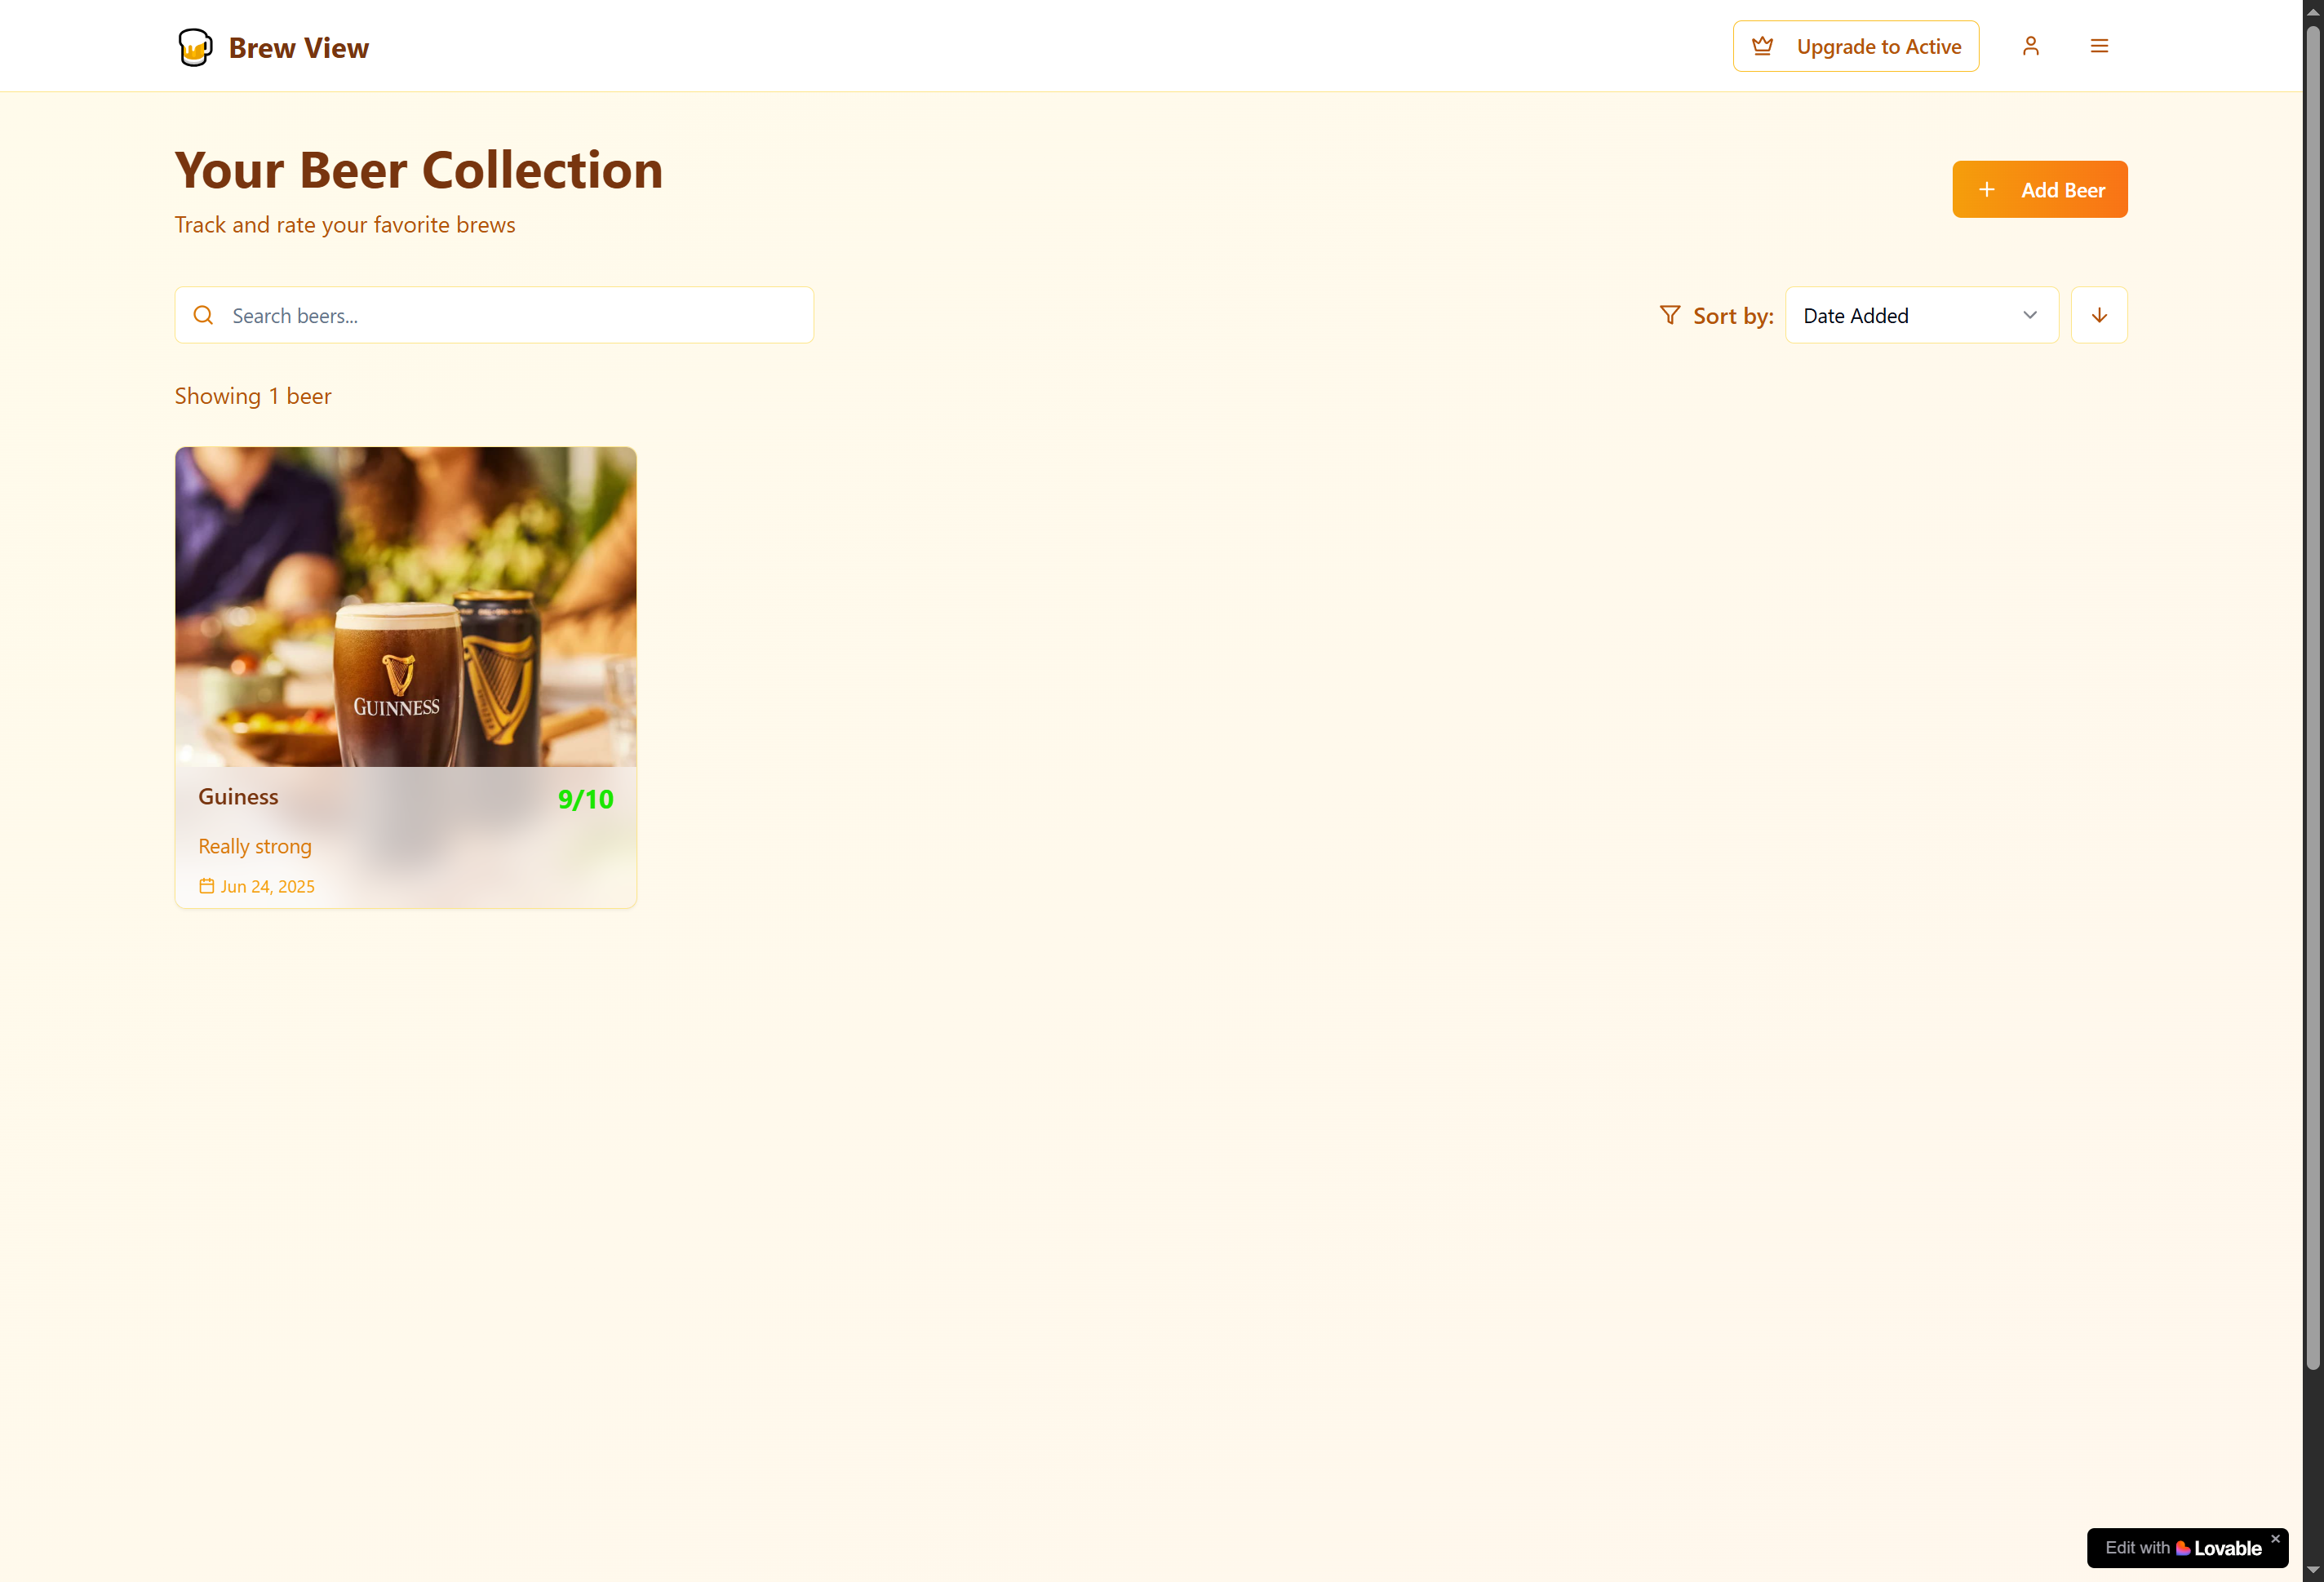 Brew View
Upgrade to Active
Your Beer Collection
Add Beer
Track and rate your favorite brews
Search beers...
Sort by:
Date Added
Showing 1 beer
GUINNESS
Guiness
9/10
Really strong
Jun 24, 2025
Edit with Lovable